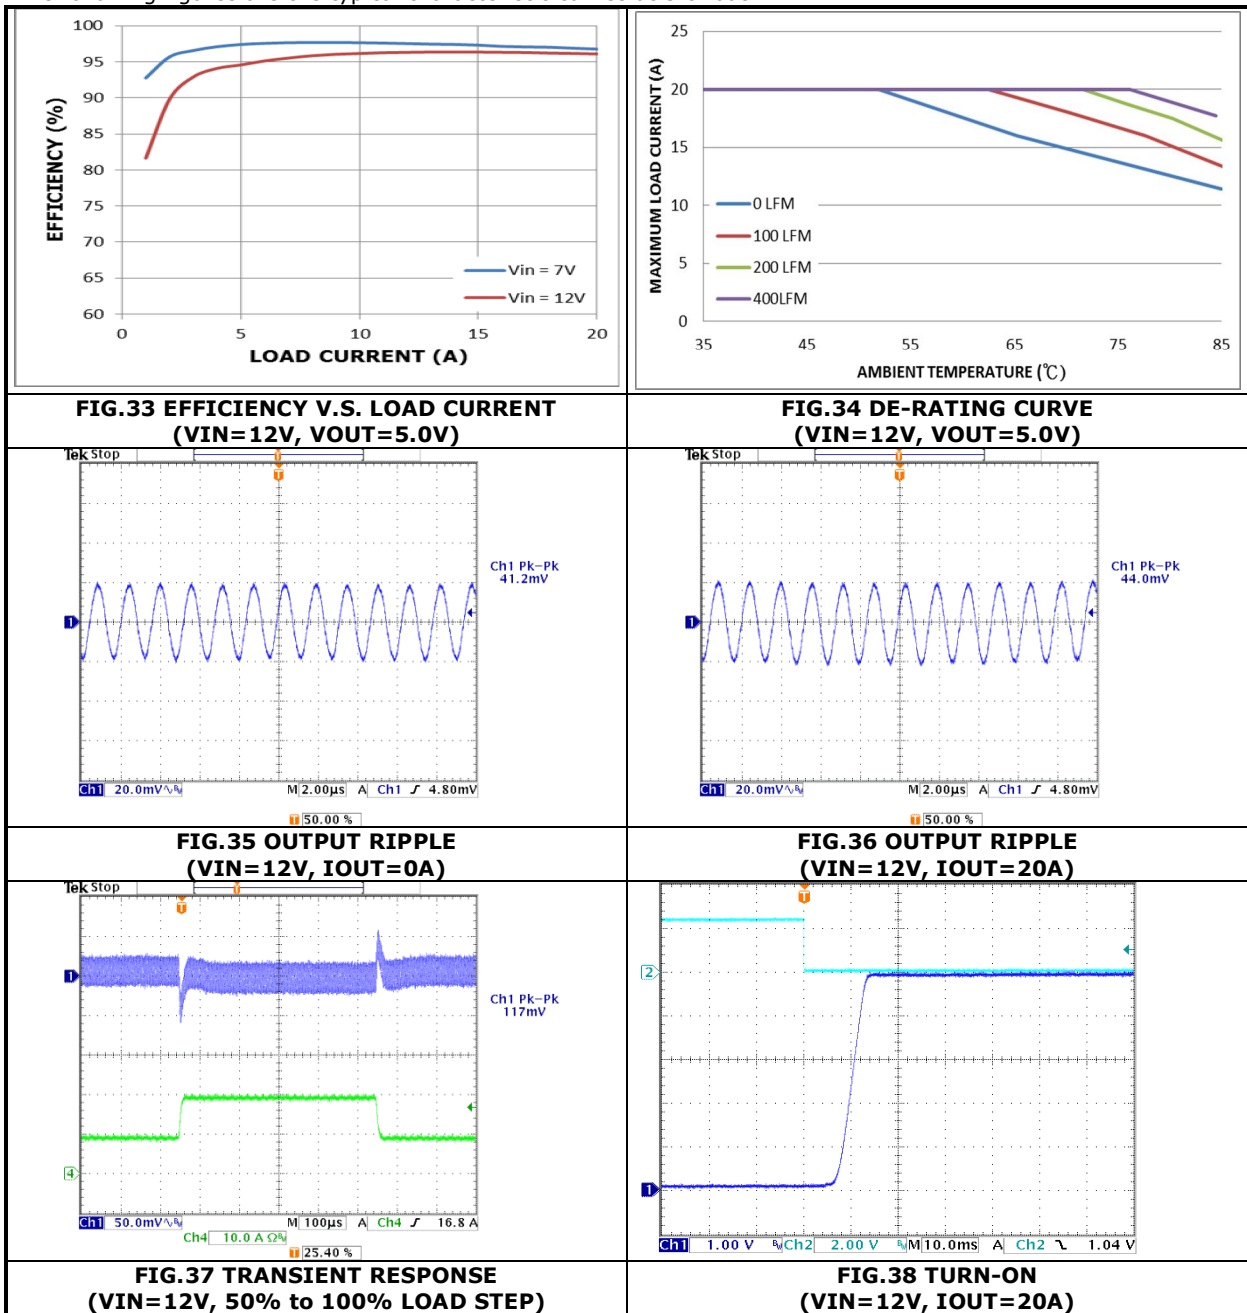 100
95
90
85
80
75
70
65
60
EFFICIENCY (%)
0 5 10 15 20
LOAD CURRENT (A)
Vin = 7V
Vin = 12V
25
20
15
10
5
0
MAXIMUM LOAD CURRENT (A)
0 LFM
100 LFM
200 LFM
400LFM
35 45 55 65 75 85
AMBIENT TEMPERATURE (℃)
FIG.33 EFFICIENCY V.S. LOAD CURRENT
(VIN=12V, VOUT=5.0V)
FIG.34 DE-RATING CURVE
(VIN=12V, VOUT=5.0V)
Tek Stop
T
Ch1 Pk-Pk
41.2mV
1
Ch1 20.0mV M 2.00µs A Ch1 4.80mV
T 50.00 %
Tek Stop
T
Ch1 Pk-Pk
44.0mV
1
Ch1 20.0mV M 2.00µs A Ch1 4.80mV
T 50.00 %
FIG.35 OUTPUT RIPPLE
(VIN=12V, IOUT=0A)
FIG.36 OUTPUT RIPPLE
(VIN=12V, IOUT=20A)
Tek Stop
T
1
Ch1 Pk-Pk
117mV
4
Ch1 50.0mV M 100µs A Ch4 16.8 A
Ch4 10.0 A Ω
T 25.40 %
T
2
1
Ch1 1.00 V Ch2 2.00 V M 10.0ms A Ch2 1.04 V
FIG.37 TRANSIENT RESPONSE
(VIN=12V, 50% to 100% LOAD STEP)
FIG.38 TURN-ON
(VIN=12V, IOUT=20A)